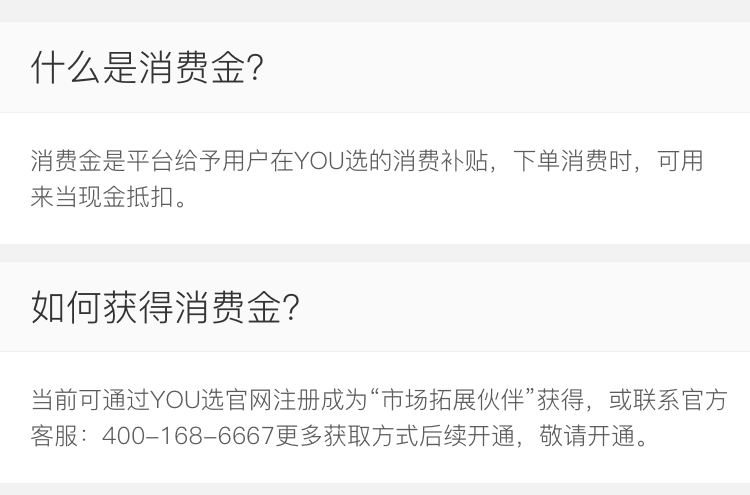 什么是消费金?
消费金是平台给予用户在YOU选的消费补贴，下单消费时，可用
来当现金抵扣。
如何获得消费金?
当前可通过YOU选官网注册成为“市场拓展伙伴”获得，或联系官方
客服：400-168-6667更多获取方式后续开通，敬请开通。